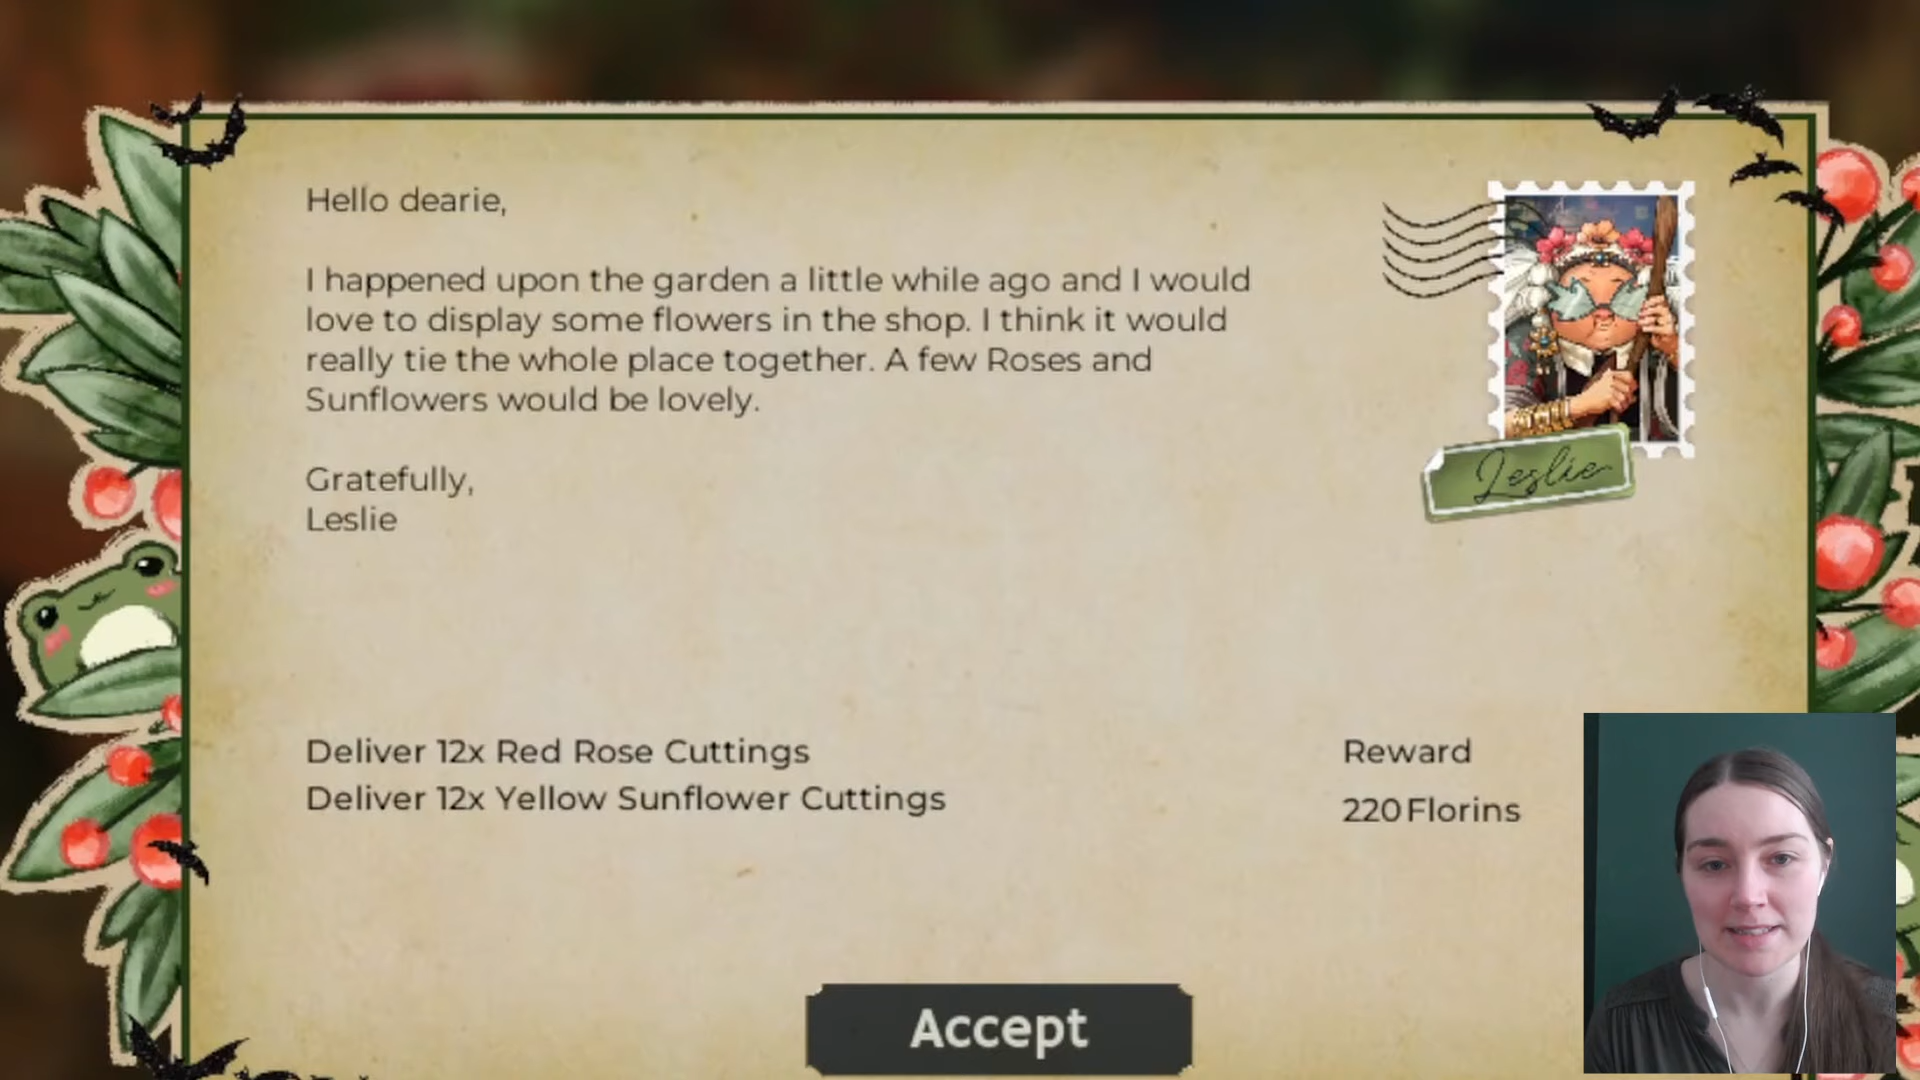 Hello dearie,
I happened upon the garden a little while ago and I would
love to display some flowers in the shop. I think it would
really tie the whole place together. A few Roses and
Sunflowers would be lovely.
Gratefully,
Leslie
Leslie
Deliver 12x Red Rose Cuttings
Deliver 12x Yellow Sunflower Cuttings
Reward
220 Florins
Accept